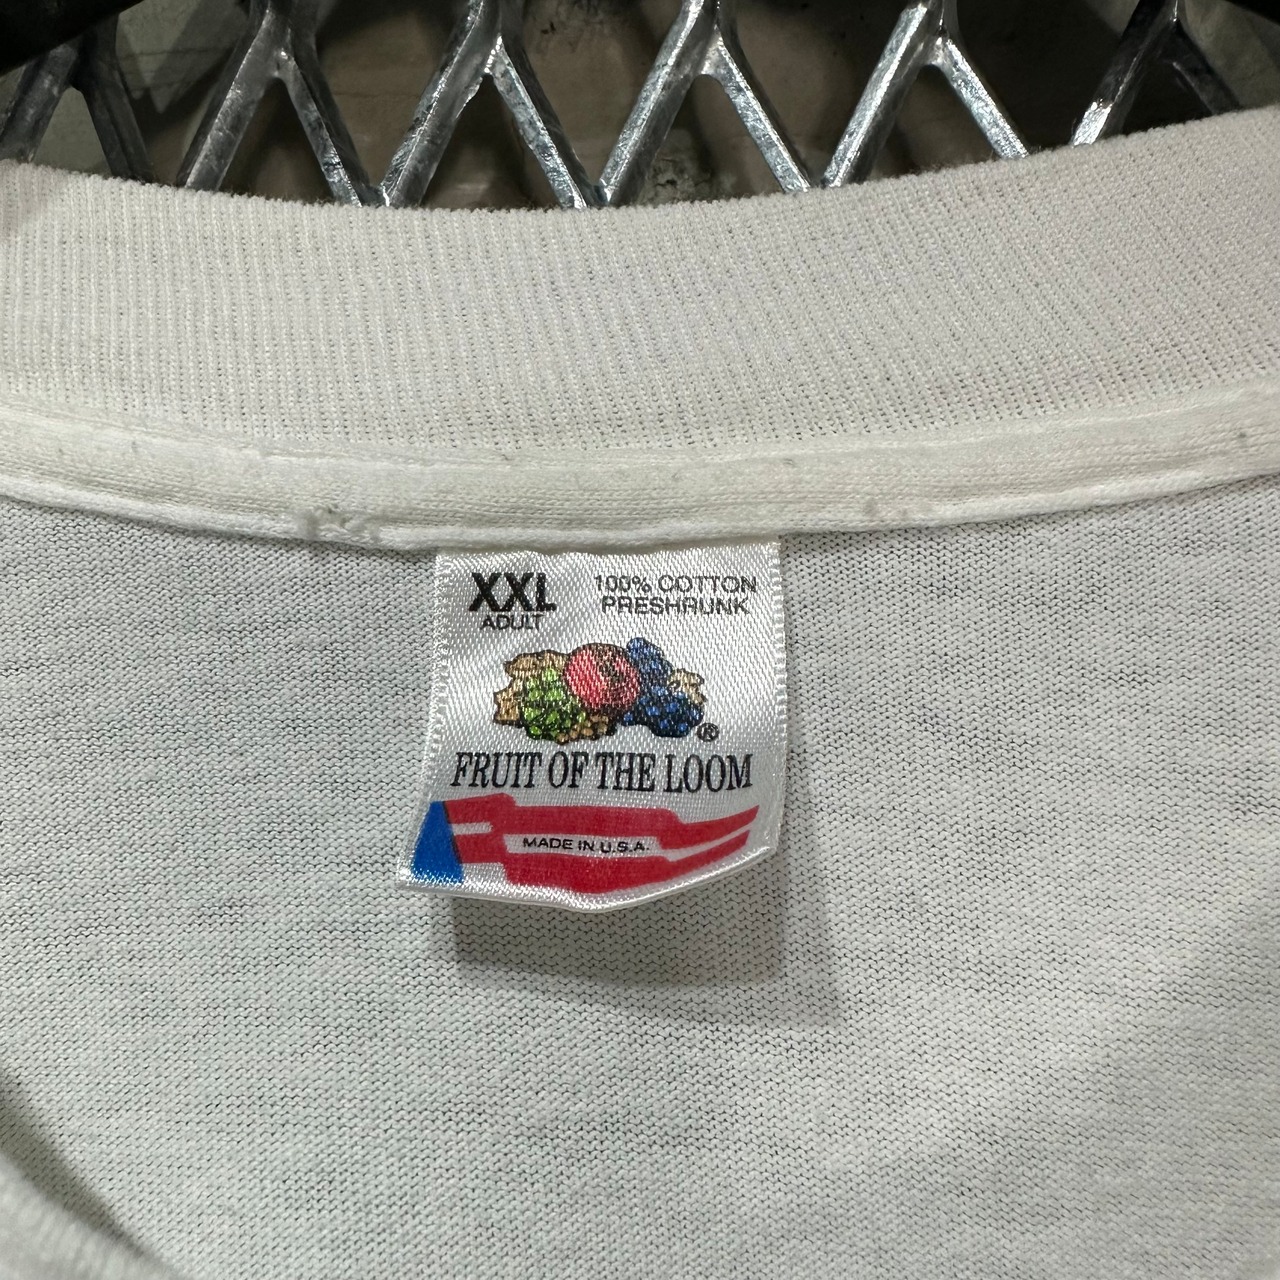 XXL
ADULT
100% COTTON
PRESHRUNK
®
FRUIT OF THE LOOM
MADE IN U.S.A.